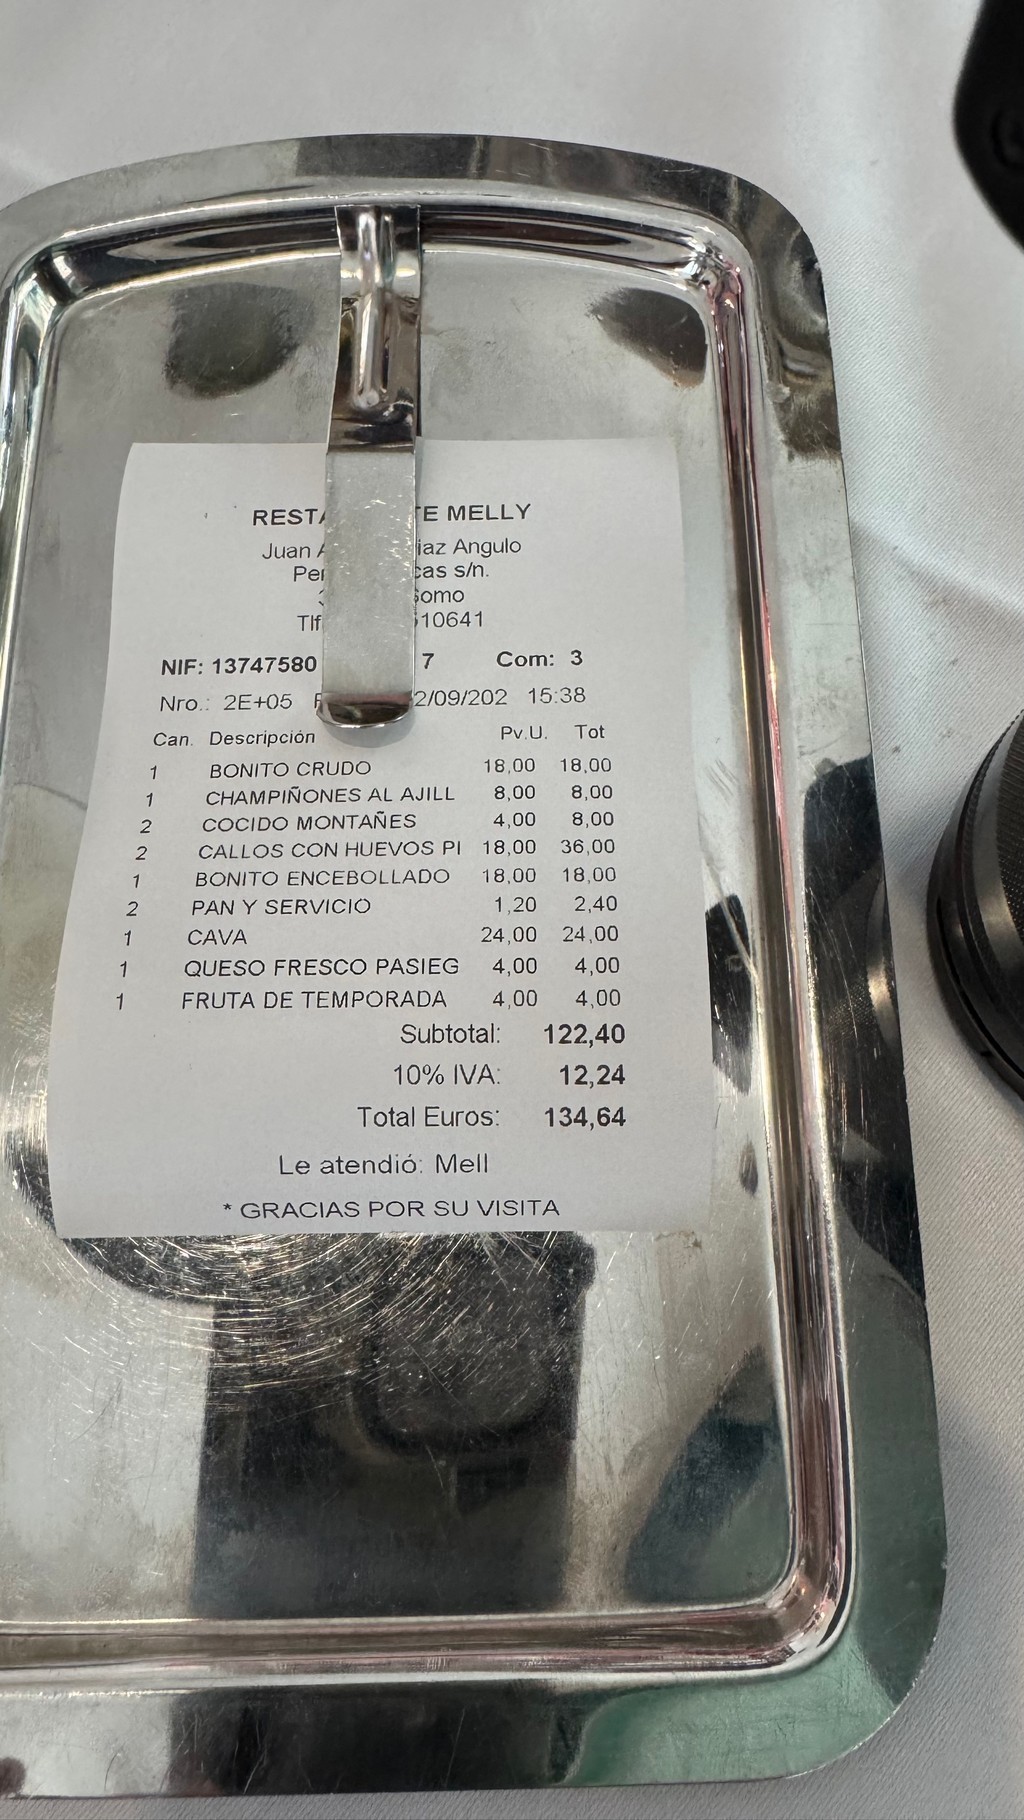 RESTA TE MELLY
Juan A iaz Angulo
Per cas s/n.
Somo
Tlf 510641
NIF: 13747580 7 Com: 3
Nro.: 2E+05 2/09/202 15:38
Can. Descripción Pv.U. Tot
1 BONITO CRUDO 18,00 18,00
1 CHAMPIÑONES AL AJILL 8,00 8,00
2 COCIDO MONTAÑES 4,00 8,00
2 CALLOS CON HUEVOS PI 18,00 36,00
1 BONITO ENCEBOLLADO 18,00 18,00
2 PAN Y SERVICIO 1,20 2,40
1 CAVA 24,00 24,00
1 QUESO FRESCO PASIEG 4,00 4,00
1 FRUTA DE TEMPORADA 4,00 4,00
Subtotal: 122,40
10% IVA: 12,24
Total Euros: 134,64
Le atendió: Mell
* GRACIAS POR SU VISITA